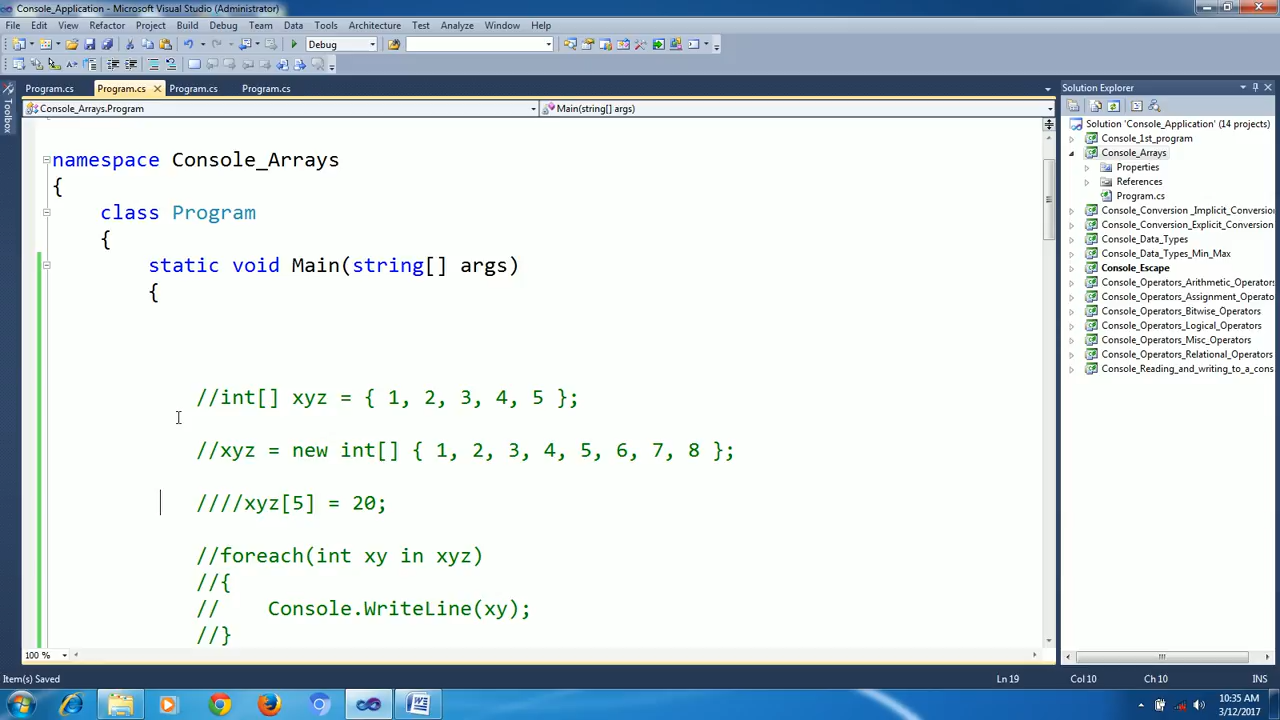 Console_Application - Microsoft Visual Studio (Administrator)
File Edit View Refactor Project Build Debug Team Data Tools Architecture Test Analyze Window Help
Debug
Program.cs Program.cs Program.cs Program.cs
Console_Arrays.Program Main(string[] args)
Toolbox
namespace Console_Arrays
{
class Program
{
static void Main(string[] args)
{
//int[] xyz = { 1, 2, 3, 4, 5 };
//xyz = new int[] { 1, 2, 3, 4, 5, 6, 7, 8 };
////xyz[5] = 20;
//foreach(int xy in xyz)
//{
// Console.WriteLine(xy);
//}
100 %
Solution Explorer
Solution 'Console_Application' (14 projects)
Console_1st_program
Console_Arrays
Properties
References
Program.cs
Console_Conversion _Implicit_Conversio
Console_Conversion_Explicit_Conversion
Console_Data_Types
Console_Data_Types_Min_Max
Console_Escape
Console_Operators_Arithmetic_Operators
Console_Operators_Assignment_Operato
Console_Operators_Bitwise_Operators
Console_Operators_Logical_Operators
Console_Operators_Misc_Operators
Console_Operators_Relational_Operators
Console_Reading_and_writing_to_a_cons
Item(s) Saved Ln 19 Col 10 Ch 10 INS
10:35 AM
3/12/2017